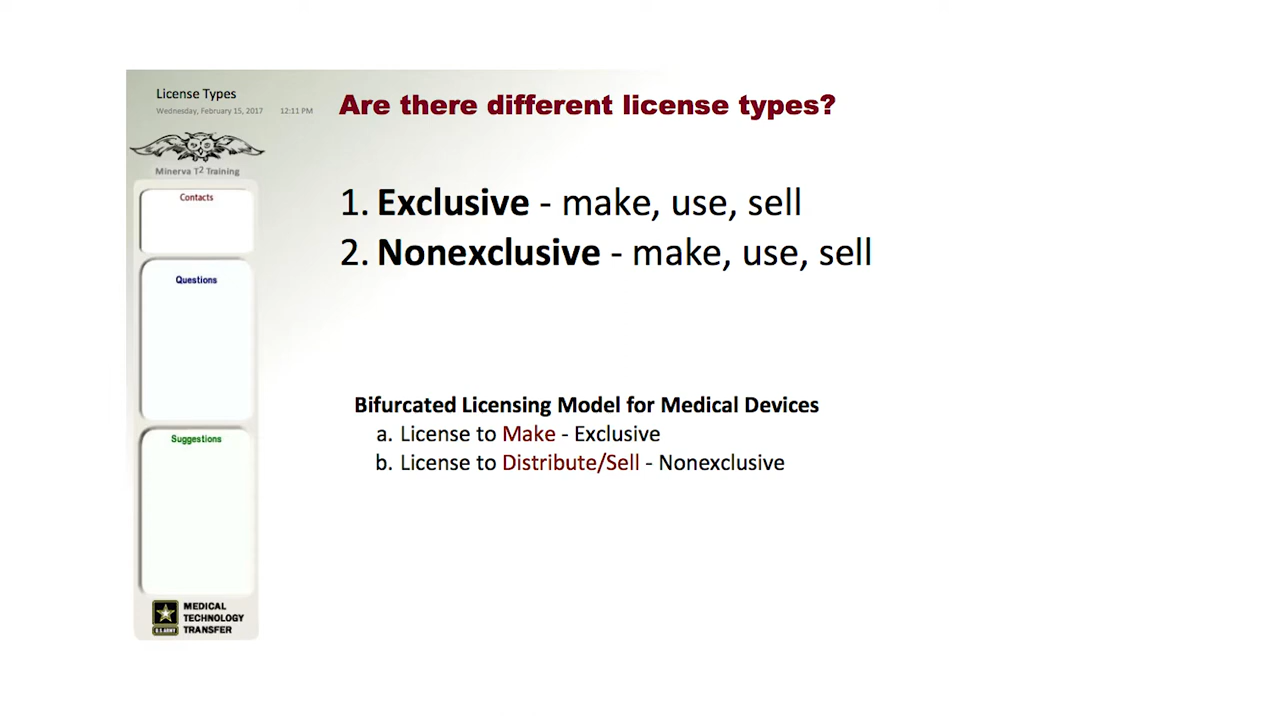 License Types
Wednesday, February 15, 2017 12:11 PM
Minerva T2 Training
Contacts
Questions
Suggestions
U.S.ARMY
MEDICAL
TECHNOLOGY
TRANSFER
Are there different license types?
1. Exclusive - make, use, sell
2. Nonexclusive - make, use, sell
Bifurcated Licensing Model for Medical Devices
a. License to Make - Exclusive
b. License to Distribute/Sell - Nonexclusive